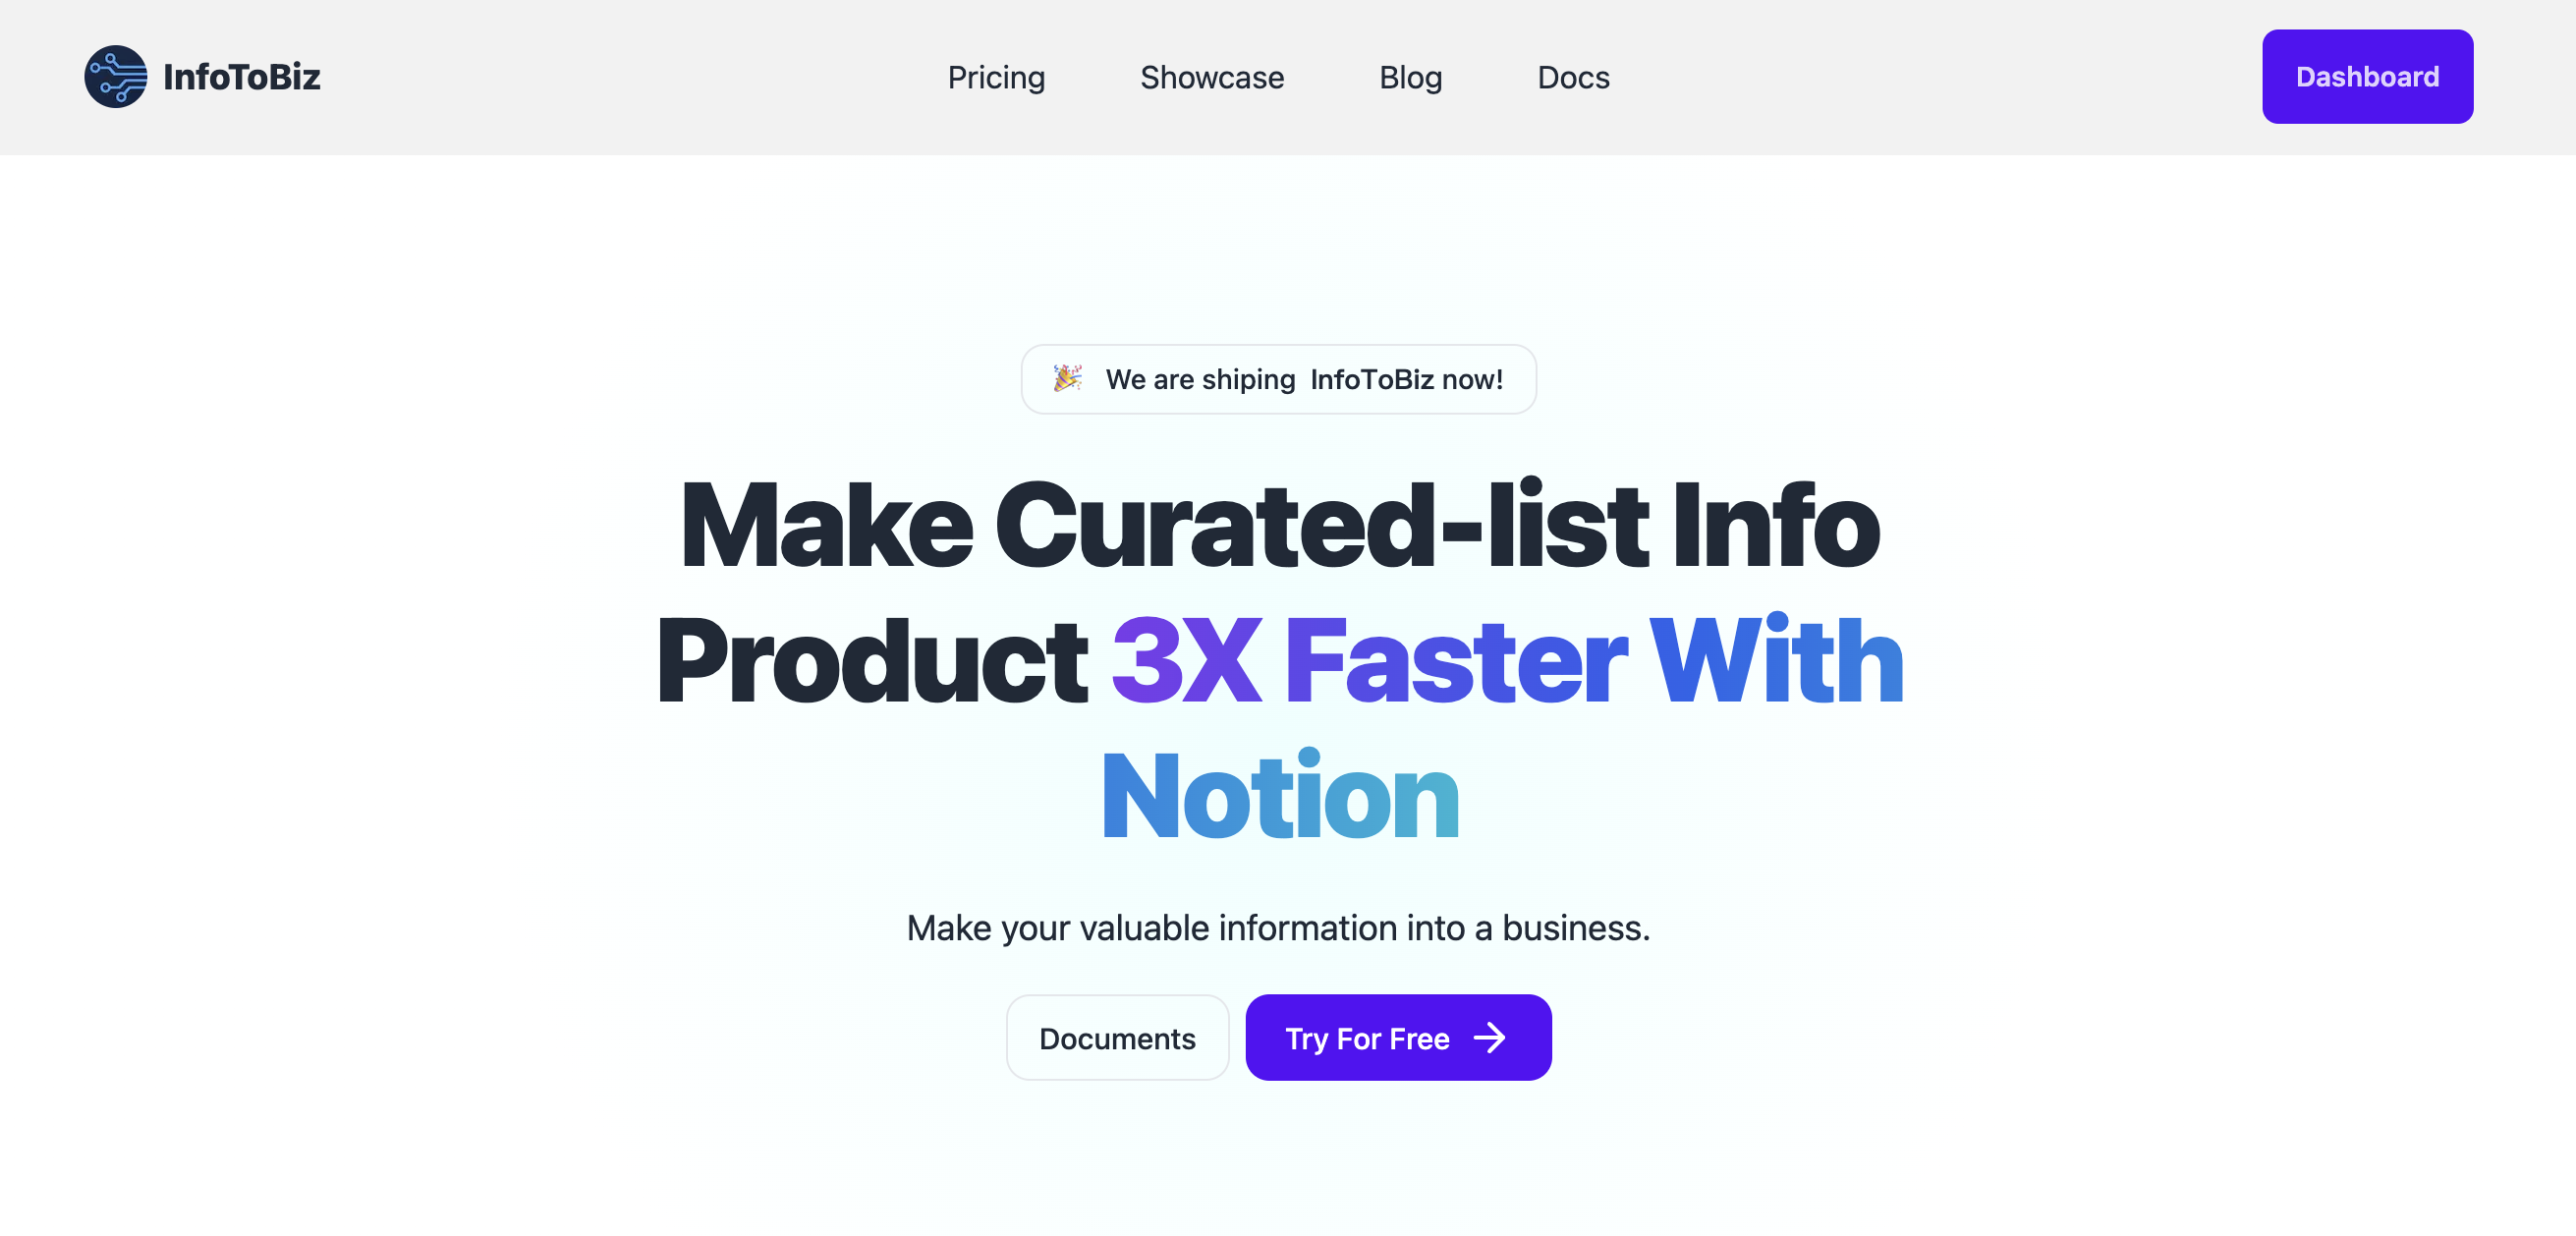 InfoToBiz
Pricing Showcase Blog Docs
Dashboard
🎉 We are shiping InfoToBiz now!
Make Curated-list Info
Product 3X Faster With
Notion
Make your valuable information into a business.
Documents
Try For Free →